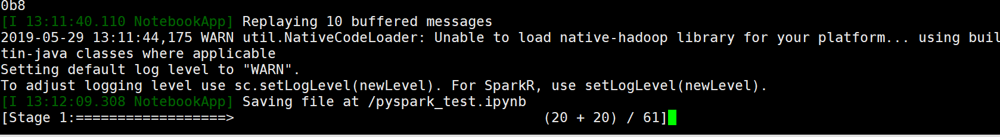 0b8
[I 13:11:40.110 NotebookApp] Replaying 10 buffered messages
2019-05-29 13:11:44,175 WARN util.NativeCodeLoader: Unable to load native-hadoop library for your platform... using buil
tin-java classes where applicable
Setting default log level to "WARN".
To adjust logging level use sc.setLogLevel(newLevel). For SparkR, use setLogLevel(newLevel).
[I 13:12:09.308 NotebookApp] Saving file at /pyspark_test.ipynb
[Stage 1:==================>                                     (20 + 20) / 61]